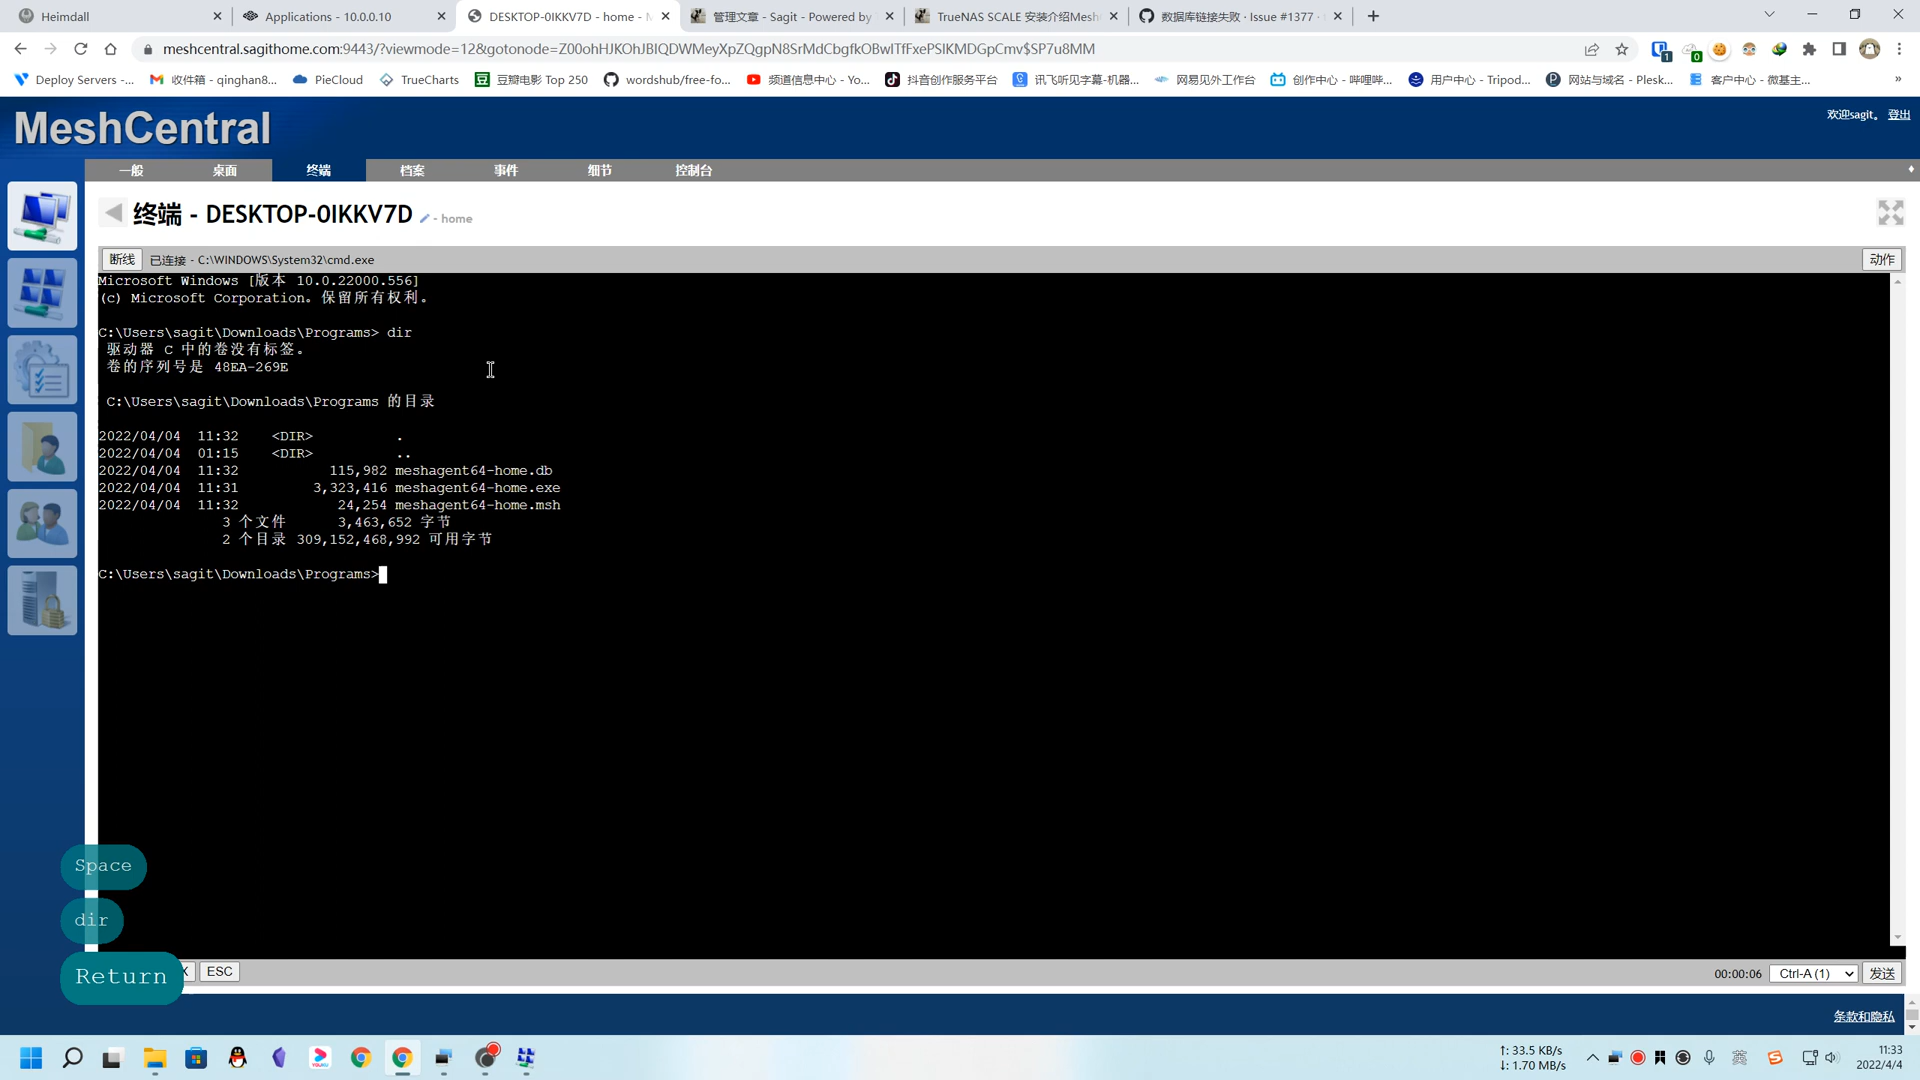 Heimdall
Applications - 10.0.0.10
DESKTOP-0IKKV7D - home - M
管理文章 - Sagit - Powered by
TrueNAS SCALE 安装介绍Mesh
数据库链接失败 · Issue #1377 ·
meshcentral.sagithome.com:9443/?viewmode=12&gotonode=Z00ohHJKOhJBIQDWMeyXpZQgpN8SrMdCbgfkOBwITfFxePSlKMDGpCmv$SP7u8MM
Deploy Servers -...
收件箱 - qinghan8...
PieCloud
TrueCharts
豆瓣电影 Top 250
wordshub/free-fo...
频道信息中心 - Yo...
抖音创作服务平台
讯飞听见字幕-机器...
网易见外工作台
创作中心 - 哔哩哔...
用户中心 - Tripod...
网站与域名 - Plesk...
客户中心 - 微基主...
MeshCentral
欢迎sagit。 登出
一般 桌面 终端 档案 事件 细节 控制台
终端 - DESKTOP-0IKKV7D - home
断线 已连接 - C:\WINDOWS\System32\cmd.exe 动作
Microsoft Windows [版本 10.0.22000.556]
(c) Microsoft Corporation。保留所有权利。
C:\Users\sagit\Downloads\Programs> dir
驱动器 C 中的卷没有标签。
卷的序列号是 48EA-269E
C:\Users\sagit\Downloads\Programs 的目录
2022/04/04  11:32    <DIR>          .
2022/04/04  01:15    <DIR>          ..
2022/04/04  11:32           115,982 meshagent64-home.db
2022/04/04  11:31         3,323,416 meshagent64-home.exe
2022/04/04  11:32            24,254 meshagent64-home.msh
3 个文件      3,463,652 字节
2 个目录 309,152,468,992 可用字节
C:\Users\sagit\Downloads\Programs>
Space
dir
Return
X ESC
00:00:06 Ctrl-A (1) 发送
条款和隐私
↑: 33.5 KB/s
↓: 1.70 MB/s
英
11:33
2022/4/4